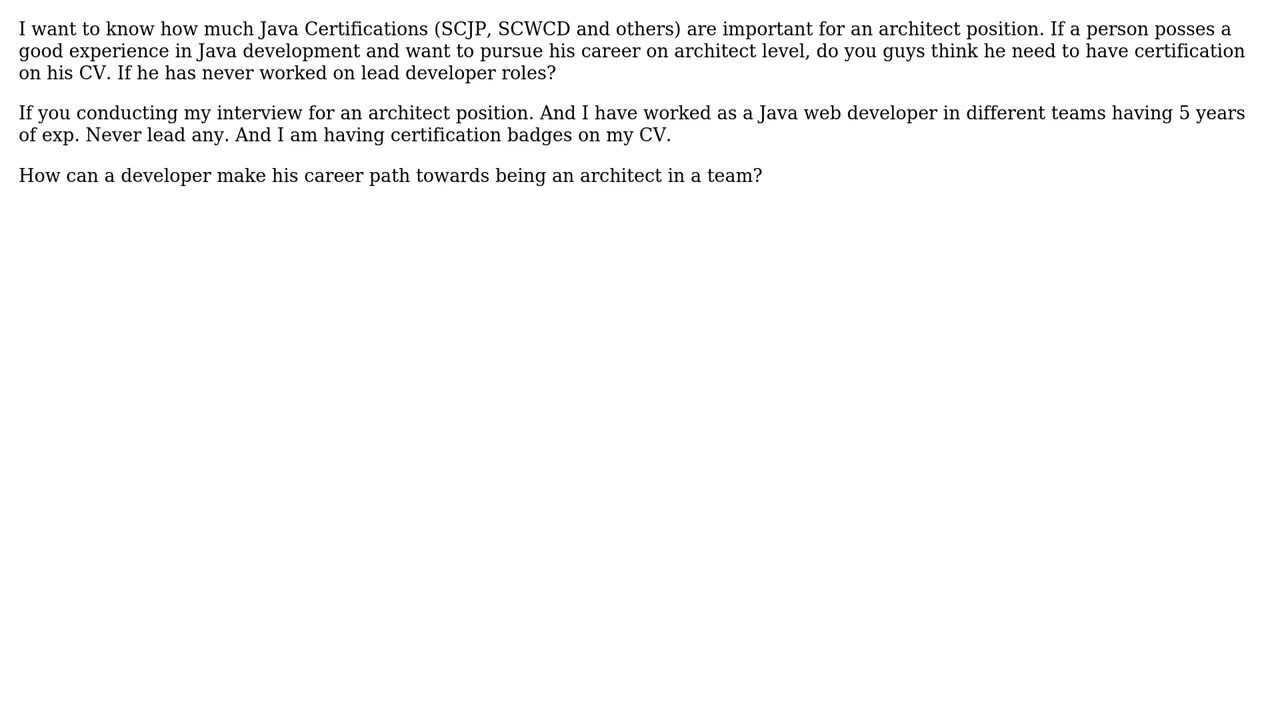 I want to know how much Java Certifications (SCJP, SCWCD and others) are important for an architect position. If a person posses a
good experience in Java development and want to pursue his career on architect level, do you guys think he need to have certification
on his CV. If he has never worked on lead developer roles?
If you conducting my interview for an architect position. And I have worked as a Java web developer in different teams having 5 years
of exp. Never lead any. And I am having certification badges on my CV.
How can a developer make his career path towards being an architect in a team?